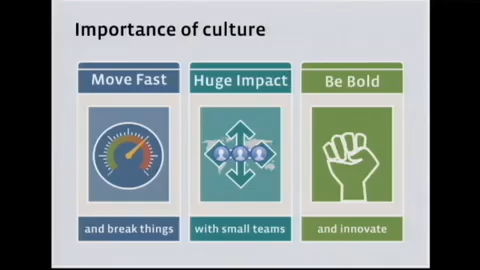 Importance of culture
Move Fast
Huge Impact
Be Bold
and break things
with small teams
and innovate